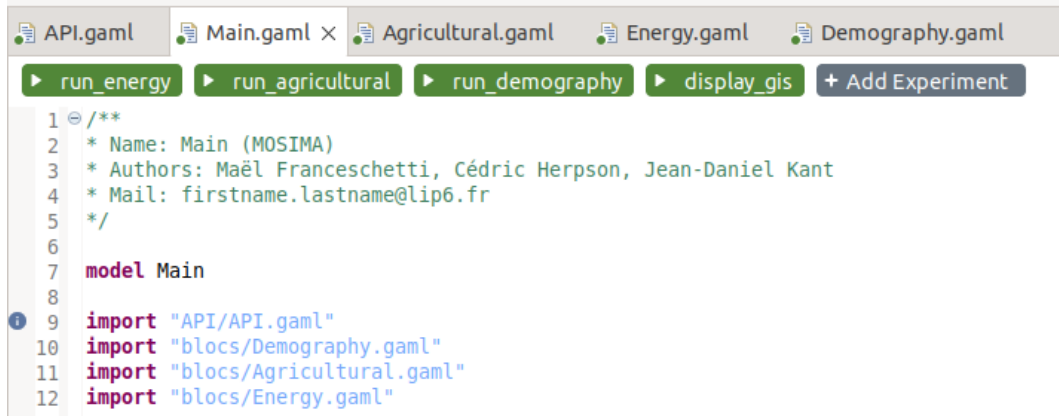 API.gaml Main.gaml × Agricultural.gaml Energy.gaml Demography.gaml
run_energy run_agricultural run_demography display_gis + Add Experiment
1 /**
2 * Name: Main (MOSIMA)
3 * Authors: Maël Franceschetti, Cédric Herpson, Jean-Daniel Kant
4 * Mail: firstname.lastname@lip6.fr
5 */
6
7 model Main
8
9 import "API/API.gaml"
10 import "blocs/Demography.gaml"
11 import "blocs/Agricultural.gaml"
12 import "blocs/Energy.gaml"